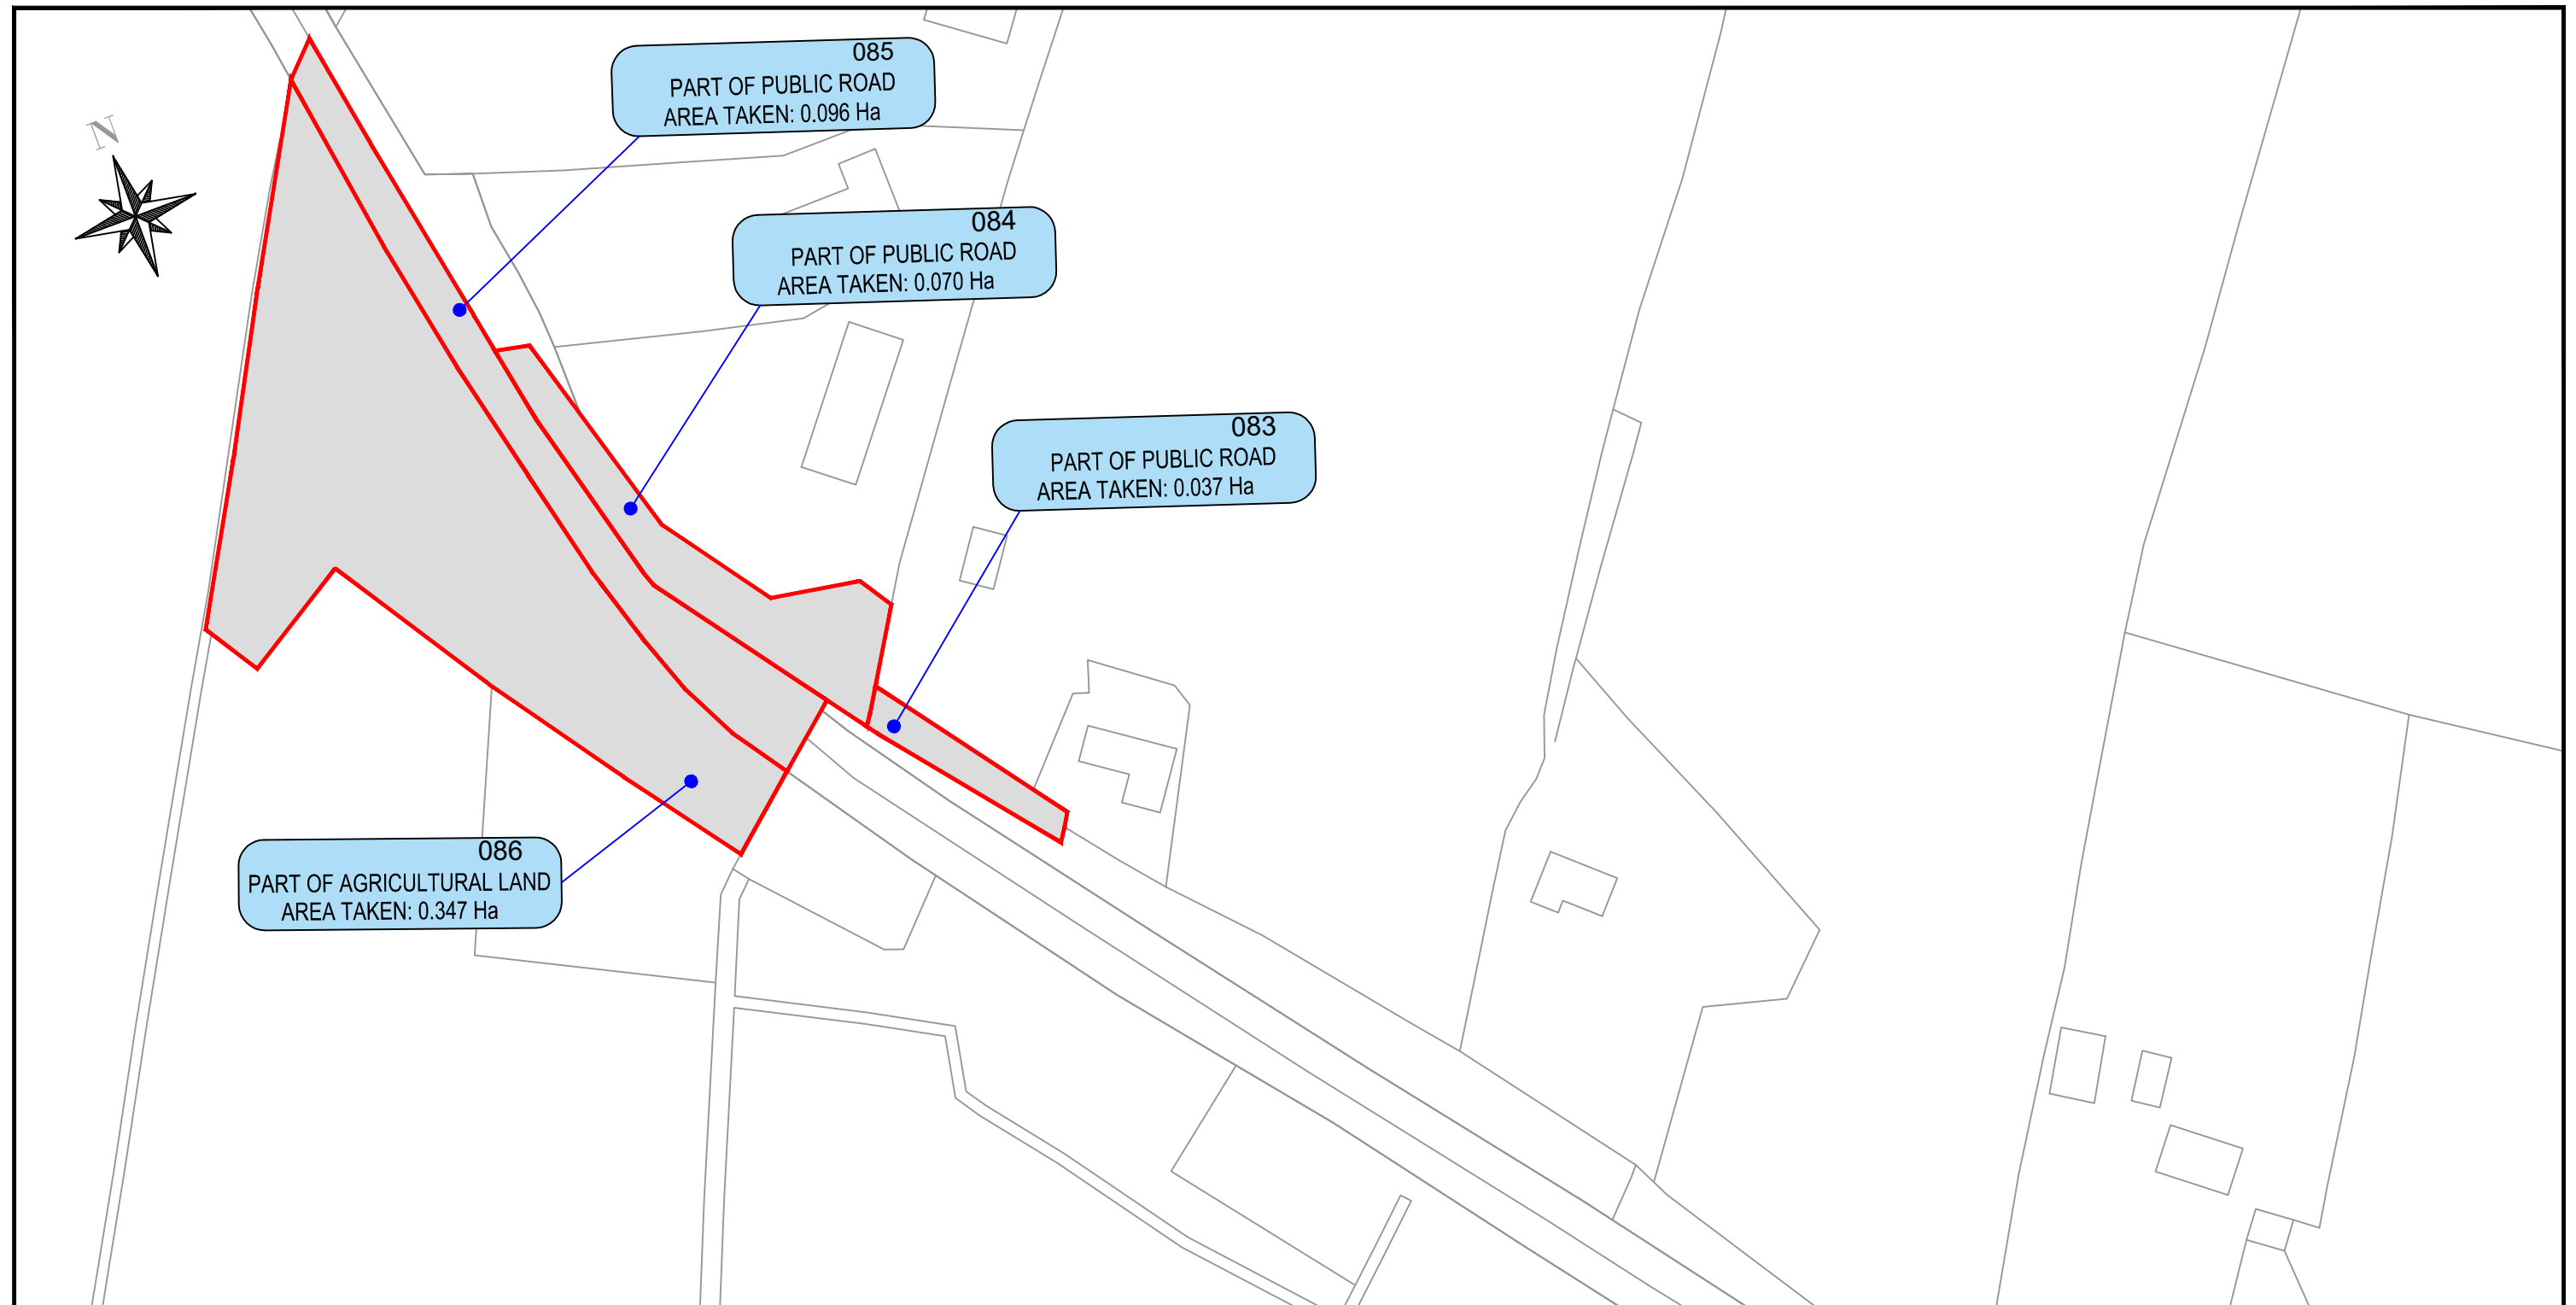 N
085
PART OF PUBLIC ROAD
AREA TAKEN: 0.096 Ha
084
PART OF PUBLIC ROAD
AREA TAKEN: 0.070 Ha
083
PART OF PUBLIC ROAD
AREA TAKEN: 0.037 Ha
086
PART OF AGRICULTURAL LAND
AREA TAKEN: 0.347 Ha